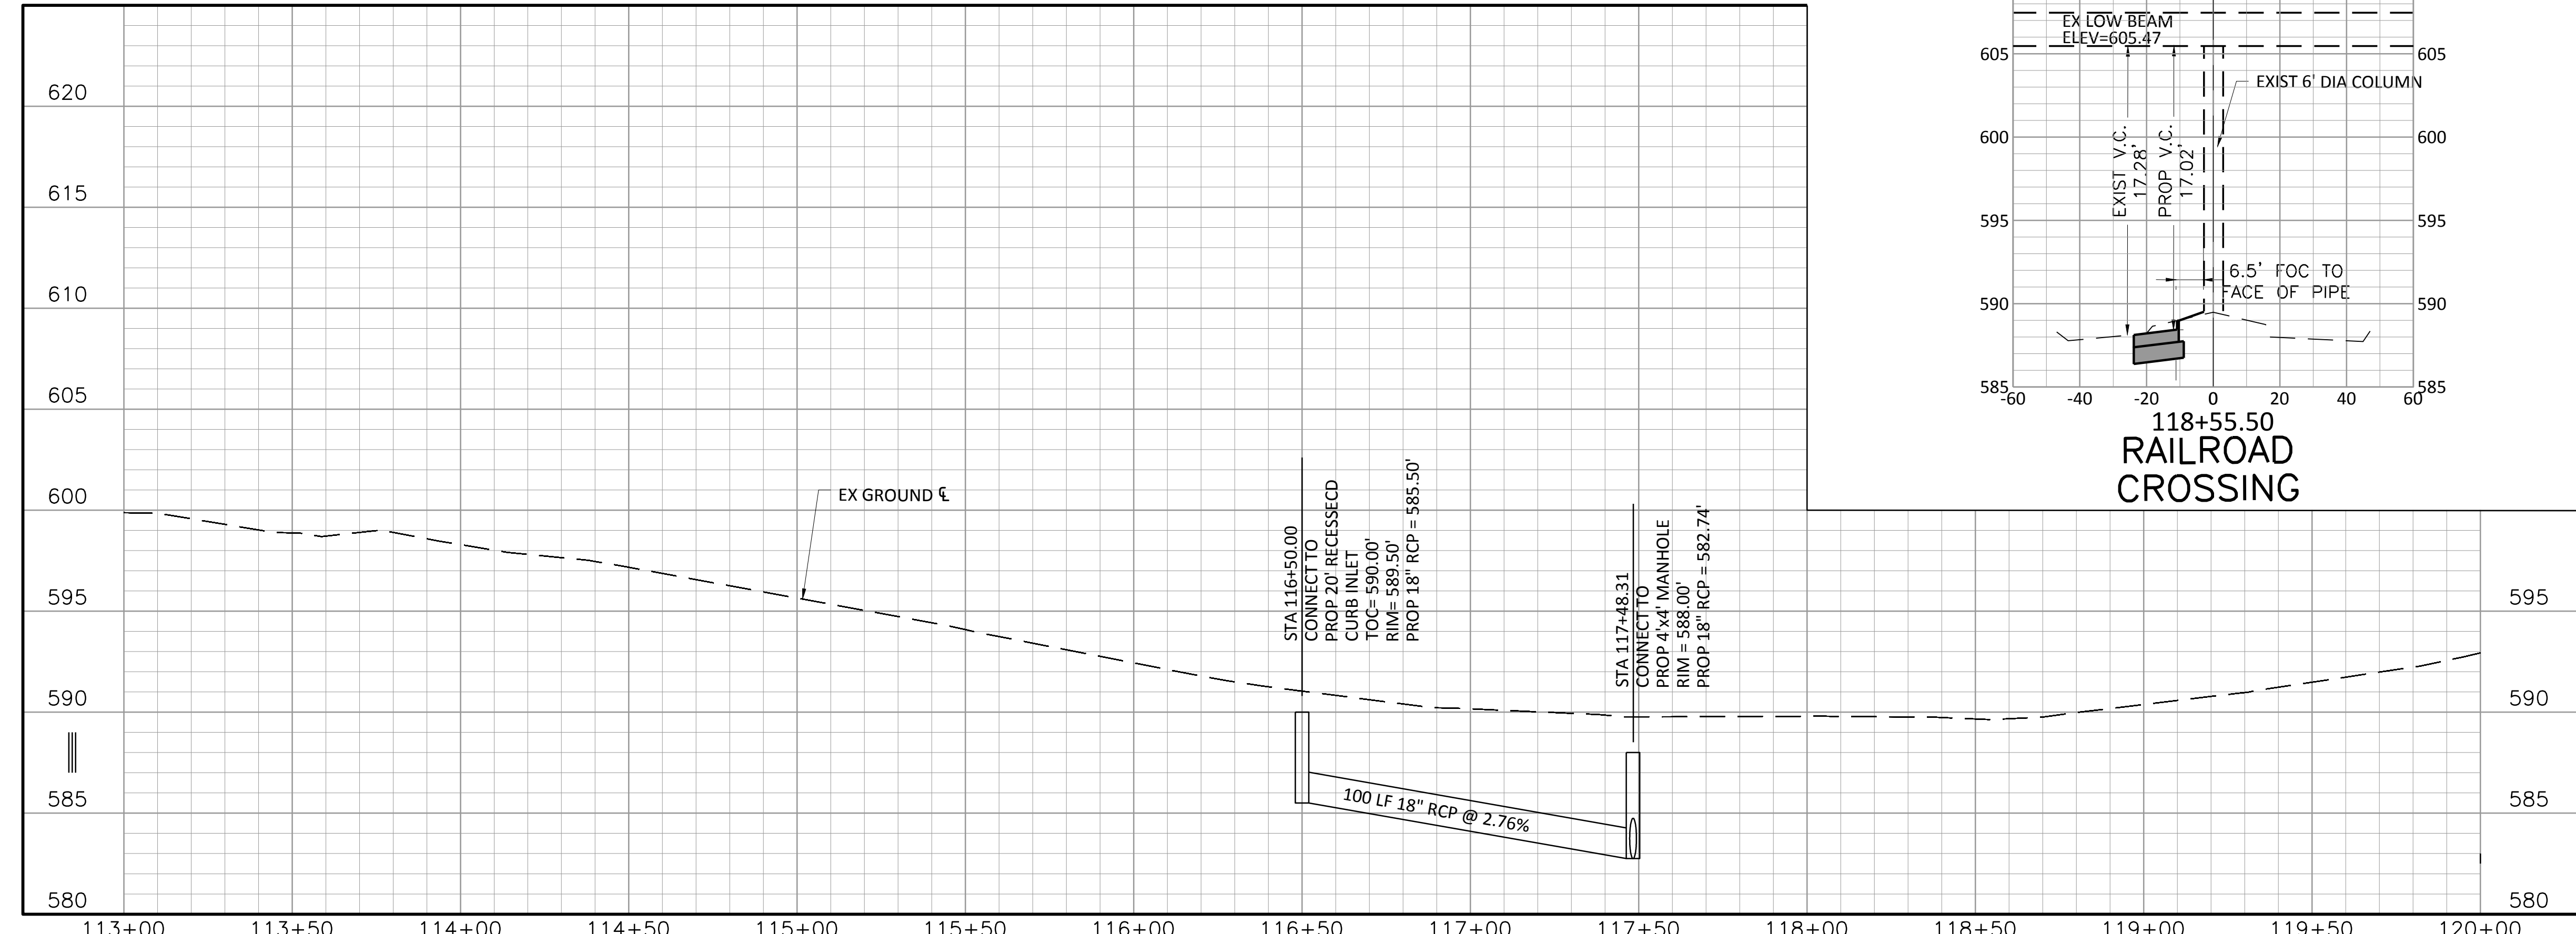 620
615
610
605
600
595
590
585
580
EX GROUND ℄
STA 116+50.00
CONNECT TO
PROP 20' RECESSECD
CURB INLET
TOC= 590.00'
RIM= 589.50'
PROP 18" RCP = 585.50'
STA 117+48.31
CONNECT TO
PROP 4'x4' MANHOLE
RIM = 588.00'
PROP 18" RCP = 582.74'
100 LF 18" RCP @ 2.76%
595
590
585
580
113+00 113+50 114+00 114+50 115+00 115+50 116+00 116+50 117+00 117+50 118+00 118+50 119+00 119+50 120+00
EX LOW BEAM
ELEV=605.47
605 605
EXIST 6' DIA COLUMN
600 600
EXIST V.C.
17.28'
PROP V.C.
17.02'
595 595
6.5' FOC TO
FACE OF PIPE
590 590
585 585
-60 -40 -20 0 20 40 60
118+55.50
RAILROAD
CROSSING